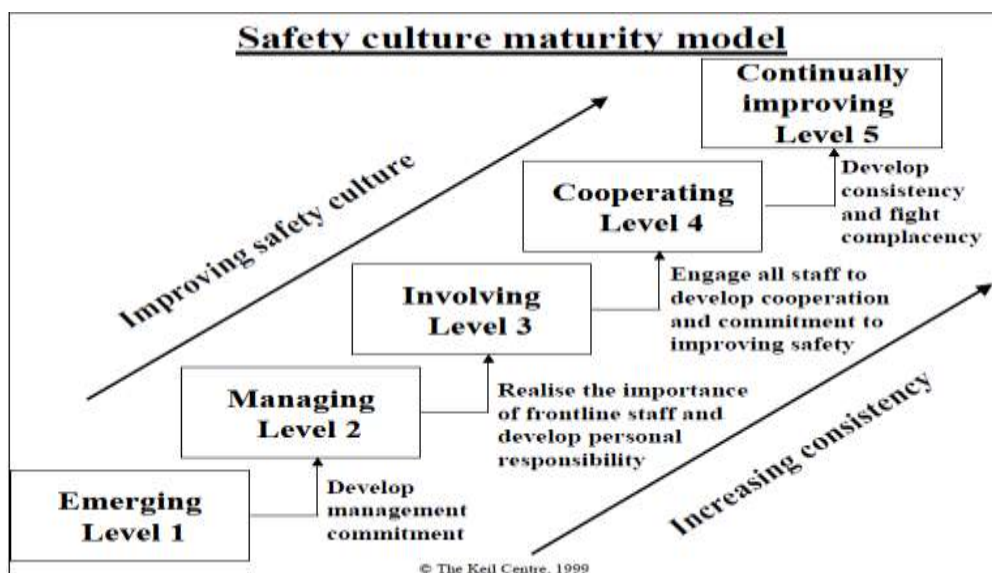 Safety culture maturity model
Continually
improving
Level 5
Improving safety culture
Develop
consistency
and fight
complacency
Cooperating
Level 4
Engage all staff to
develop cooperation
and commitment to
improving safety
Involving
Level 3
Realise the importance
of frontline staff and
develop personal
responsibility
Managing
Level 2
Increasing consistency
Develop
management
commitment
Emerging
Level 1
© The Keil Centre, 1999